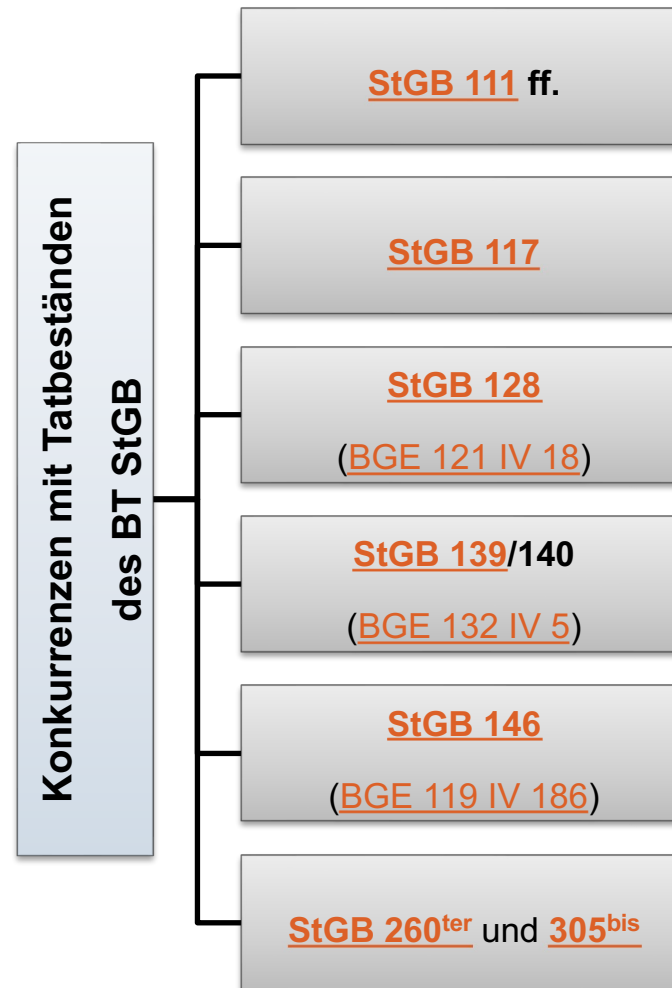 Konkurrenzen mit Tatbeständen
des BT StGB
StGB 111 ff.
StGB 117
StGB 128
(BGE 121 IV 18)
StGB 139/140
(BGE 132 IV 5)
StGB 146
(BGE 119 IV 186)
StGB 260ter und 305bis